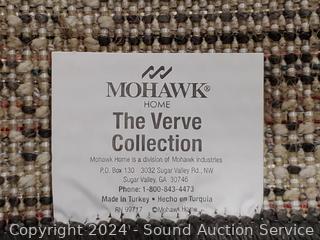 MOHAWK®
HOME
The Verve
Collection
Mohawk Home is a division of Mohawk Industries
P.O. Box 130 3032 Sugar Valley Rd., NW
Sugar Valley, GA 30746
Phone: 1-800-843-4473
Made in Turkey • Hecho en Turquia
RN 99717 ©Mohawk Home
Copyright 2024 - Sound Auction Service